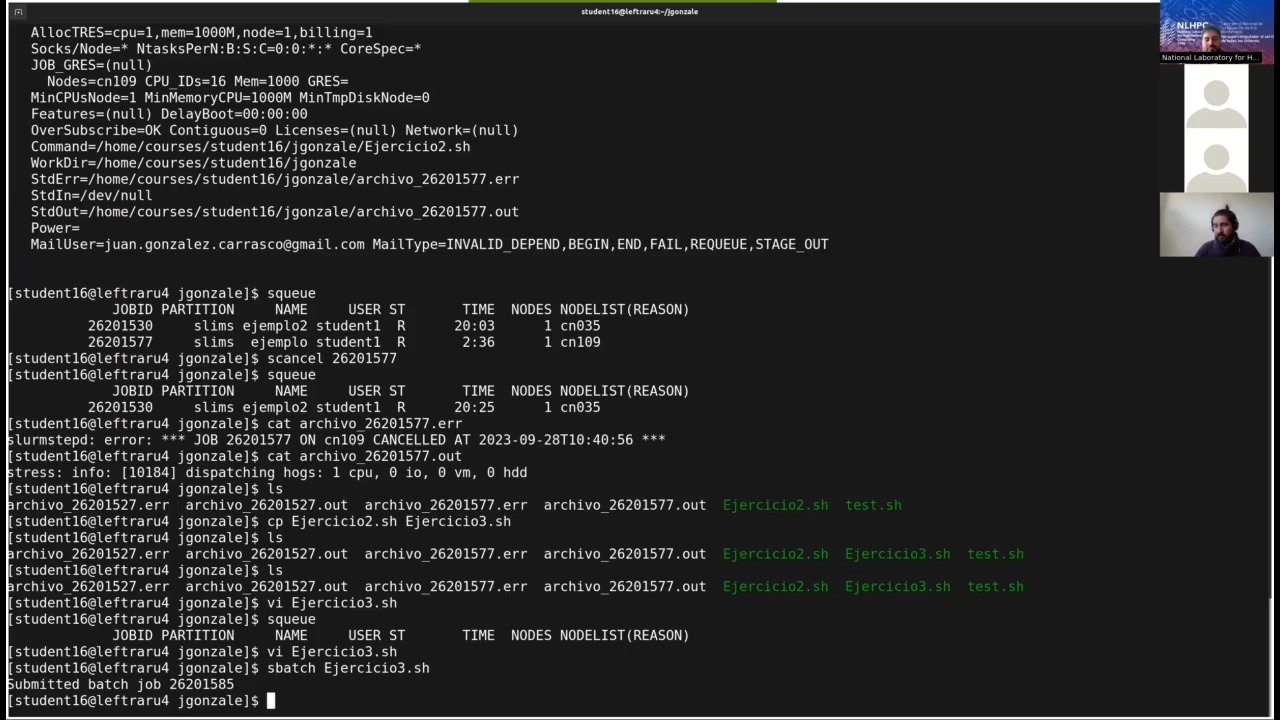 student16@leftraru4:~/jgonzale
AllocTRES=cpu=1,mem=1000M,node=1,billing=1
Socks/Node=* NtasksPerN:B:S:C=0:0:*:* CoreSpec=*
JOB_GRES=(null)
Nodes=cn109 CPU_IDs=16 Mem=1000 GRES=
MinCPUsNode=1 MinMemoryCPU=1000M MinTmpDiskNode=0
Features=(null) DelayBoot=00:00:00
OverSubscribe=OK Contiguous=0 Licenses=(null) Network=(null)
Command=/home/courses/student16/jgonzale/Ejercicio2.sh
WorkDir=/home/courses/student16/jgonzale
StdErr=/home/courses/student16/jgonzale/archivo_26201577.err
StdIn=/dev/null
StdOut=/home/courses/student16/jgonzale/archivo_26201577.out
Power=
MailUser=juan.gonzalez.carrasco@gmail.com MailType=INVALID_DEPEND,BEGIN,END,FAIL,REQUEUE,STAGE_OUT
[student16@leftraru4 jgonzale]$ squeue
JOBID PARTITION NAME USER ST TIME NODES NODELIST(REASON)
26201530 slims ejemplo2 student1 R 20:03 1 cn035
26201577 slims ejemplo student1 R 2:36 1 cn109
[student16@leftraru4 jgonzale]$ scancel 26201577
[student16@leftraru4 jgonzale]$ squeue
JOBID PARTITION NAME USER ST TIME NODES NODELIST(REASON)
26201530 slims ejemplo2 student1 R 20:25 1 cn035
[student16@leftraru4 jgonzale]$ cat archivo_26201577.err
slurmstepd: error: *** JOB 26201577 ON cn109 CANCELLED AT 2023-09-28T10:40:56 ***
[student16@leftraru4 jgonzale]$ cat archivo_26201577.out
stress: info: [10184] dispatching hogs: 1 cpu, 0 io, 0 vm, 0 hdd
[student16@leftraru4 jgonzale]$ ls
archivo_26201527.err archivo_26201527.out archivo_26201577.err archivo_26201577.out Ejercicio2.sh test.sh
[student16@leftraru4 jgonzale]$ cp Ejercicio2.sh Ejercicio3.sh
[student16@leftraru4 jgonzale]$ ls
archivo_26201527.err archivo_26201527.out archivo_26201577.err archivo_26201577.out Ejercicio2.sh Ejercicio3.sh test.sh
[student16@leftraru4 jgonzale]$ ls
archivo_26201527.err archivo_26201527.out archivo_26201577.err archivo_26201577.out Ejercicio2.sh Ejercicio3.sh test.sh
[student16@leftraru4 jgonzale]$ vi Ejercicio3.sh
[student16@leftraru4 jgonzale]$ squeue
JOBID PARTITION NAME USER ST TIME NODES NODELIST(REASON)
[student16@leftraru4 jgonzale]$ vi Ejercicio3.sh
[student16@leftraru4 jgonzale]$ sbatch Ejercicio3.sh
Submitted batch job 26201585
[student16@leftraru4 jgonzale]$
NLHPC
National Laboratory for H...